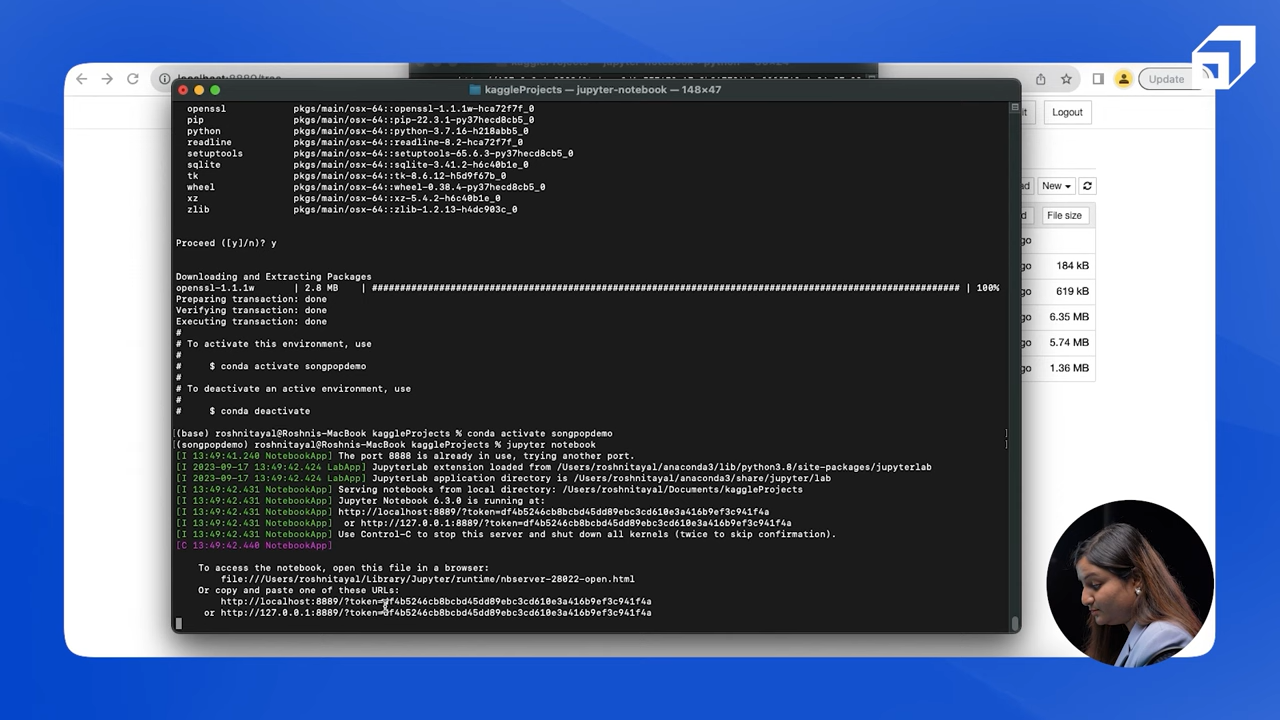 localhost:8889/tree
Update
kaggleProjects — jupyter-notebook — 148×47
Logout
New
File size
184 kB
619 kB
6.35 MB
5.74 MB
1.36 MB
openssl pkgs/main/osx-64::openssl-1.1.1w-hca72f7f_0
pip pkgs/main/osx-64::pip-22.3.1-py37hecd8cb5_0
python pkgs/main/osx-64::python-3.7.16-h218abb5_0
readline pkgs/main/osx-64::readline-8.2-hca72f7f_0
setuptools pkgs/main/osx-64::setuptools-65.6.3-py37hecd8cb5_0
sqlite pkgs/main/osx-64::sqlite-3.41.2-h6c40b1e_0
tk pkgs/main/osx-64::tk-8.6.12-h5d9f67b_0
wheel pkgs/main/osx-64::wheel-0.38.4-py37hecd8cb5_0
xz pkgs/main/osx-64::xz-5.4.2-h6c40b1e_0
zlib pkgs/main/osx-64::zlib-1.2.13-h4dc903c_0
Proceed ([y]/n)? y
Downloading and Extracting Packages
openssl-1.1.1w | 2.8 MB | ################################################################################################## | 100%
Preparing transaction: done
Verifying transaction: done
Executing transaction: done
#
# To activate this environment, use
#
# $ conda activate songpopdemo
#
# To deactivate an active environment, use
#
# $ conda deactivate
[(base) roshnitayal@Roshnis-MacBook kaggleProjects % conda activate songpopdemo ]
[(songpopdemo) roshnitayal@Roshnis-MacBook kaggleProjects % jupyter notebook ]
[I 13:49:41.240 NotebookApp] The port 8888 is already in use, trying another port.
[I 2023-09-17 13:49:42.424 LabApp] JupyterLab extension loaded from /Users/roshnitayal/anaconda3/lib/python3.8/site-packages/jupyterlab
[I 2023-09-17 13:49:42.424 LabApp] JupyterLab application directory is /Users/roshnitayal/anaconda3/share/jupyter/lab
[I 13:49:42.431 NotebookApp] Serving notebooks from local directory: /Users/roshnitayal/Documents/kaggleProjects
[I 13:49:42.431 NotebookApp] Jupyter Notebook 6.3.0 is running at:
[I 13:49:42.431 NotebookApp] http://localhost:8889/?token=df4b5246cb8bcbd45dd89ebc3cd610e3a416b9ef3c941f4a
[I 13:49:42.431 NotebookApp] or http://127.0.0.1:8889/?token=df4b5246cb8bcbd45dd89ebc3cd610e3a416b9ef3c941f4a
[I 13:49:42.431 NotebookApp] Use Control-C to stop this server and shut down all kernels (twice to skip confirmation).
[C 13:49:42.440 NotebookApp]
To access the notebook, open this file in a browser:
file:///Users/roshnitayal/Library/Jupyter/runtime/nbserver-28022-open.html
Or copy and paste one of these URLs:
http://localhost:8889/?token=df4b5246cb8bcbd45dd89ebc3cd610e3a416b9ef3c941f4a
or http://127.0.0.1:8889/?token=df4b5246cb8bcbd45dd89ebc3cd610e3a416b9ef3c941f4a